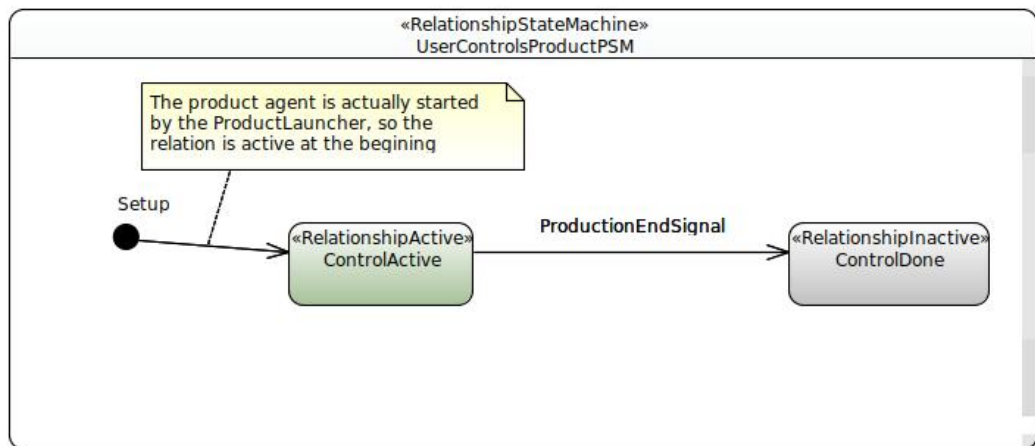 «RelationshipStateMachine»
UserControlsProductPSM
The product agent is actually started
by the ProductLauncher, so the
relation is active at the begining
Setup
ProductionEndSignal
«RelationshipActive»
ControlActive
«RelationshipInactive»
ControlDone